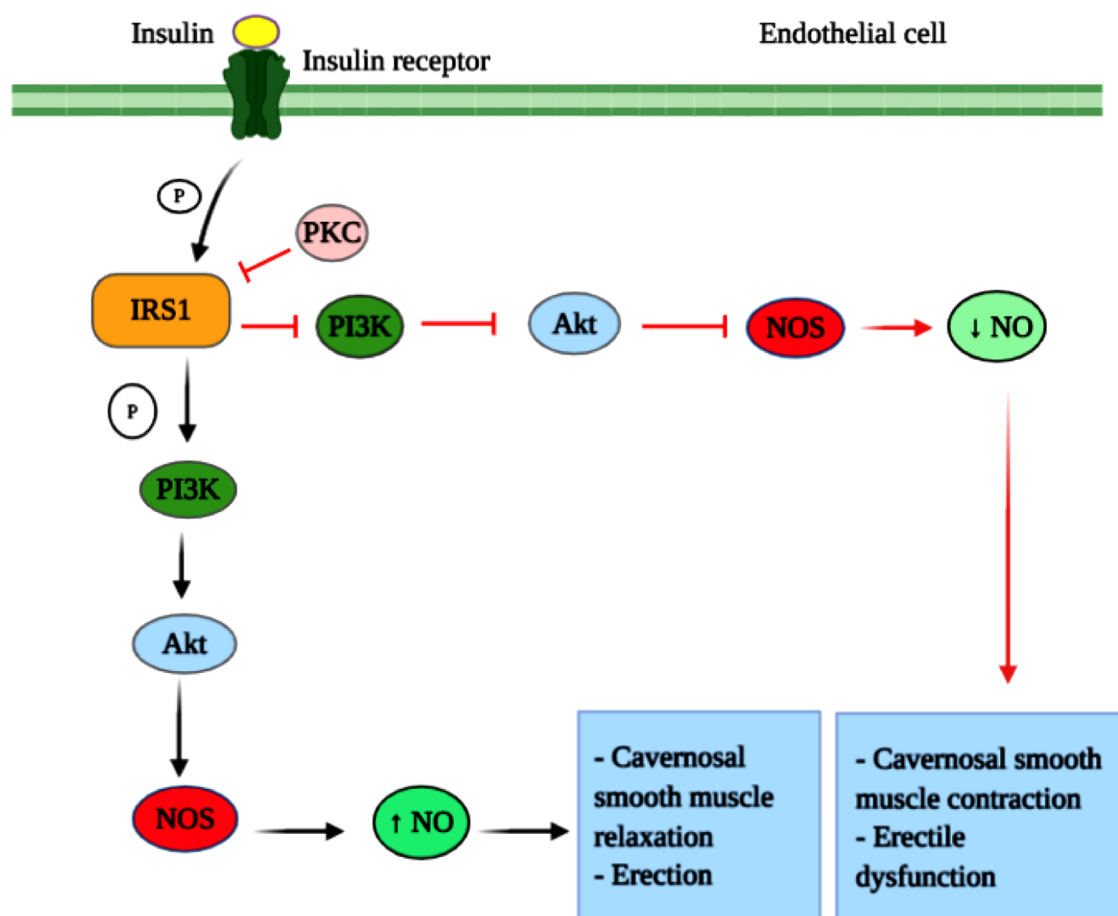 Insulin
Endothelial cell
Insulin receptor
P
PKC
IRS1
PI3K
Akt
NOS
↓ NO
P
PI3K
Akt
NOS
↑ NO
- Cavernosal
smooth muscle
relaxation
- Erection
- Cavernosal smooth
muscle contraction
- Erectile
dysfunction